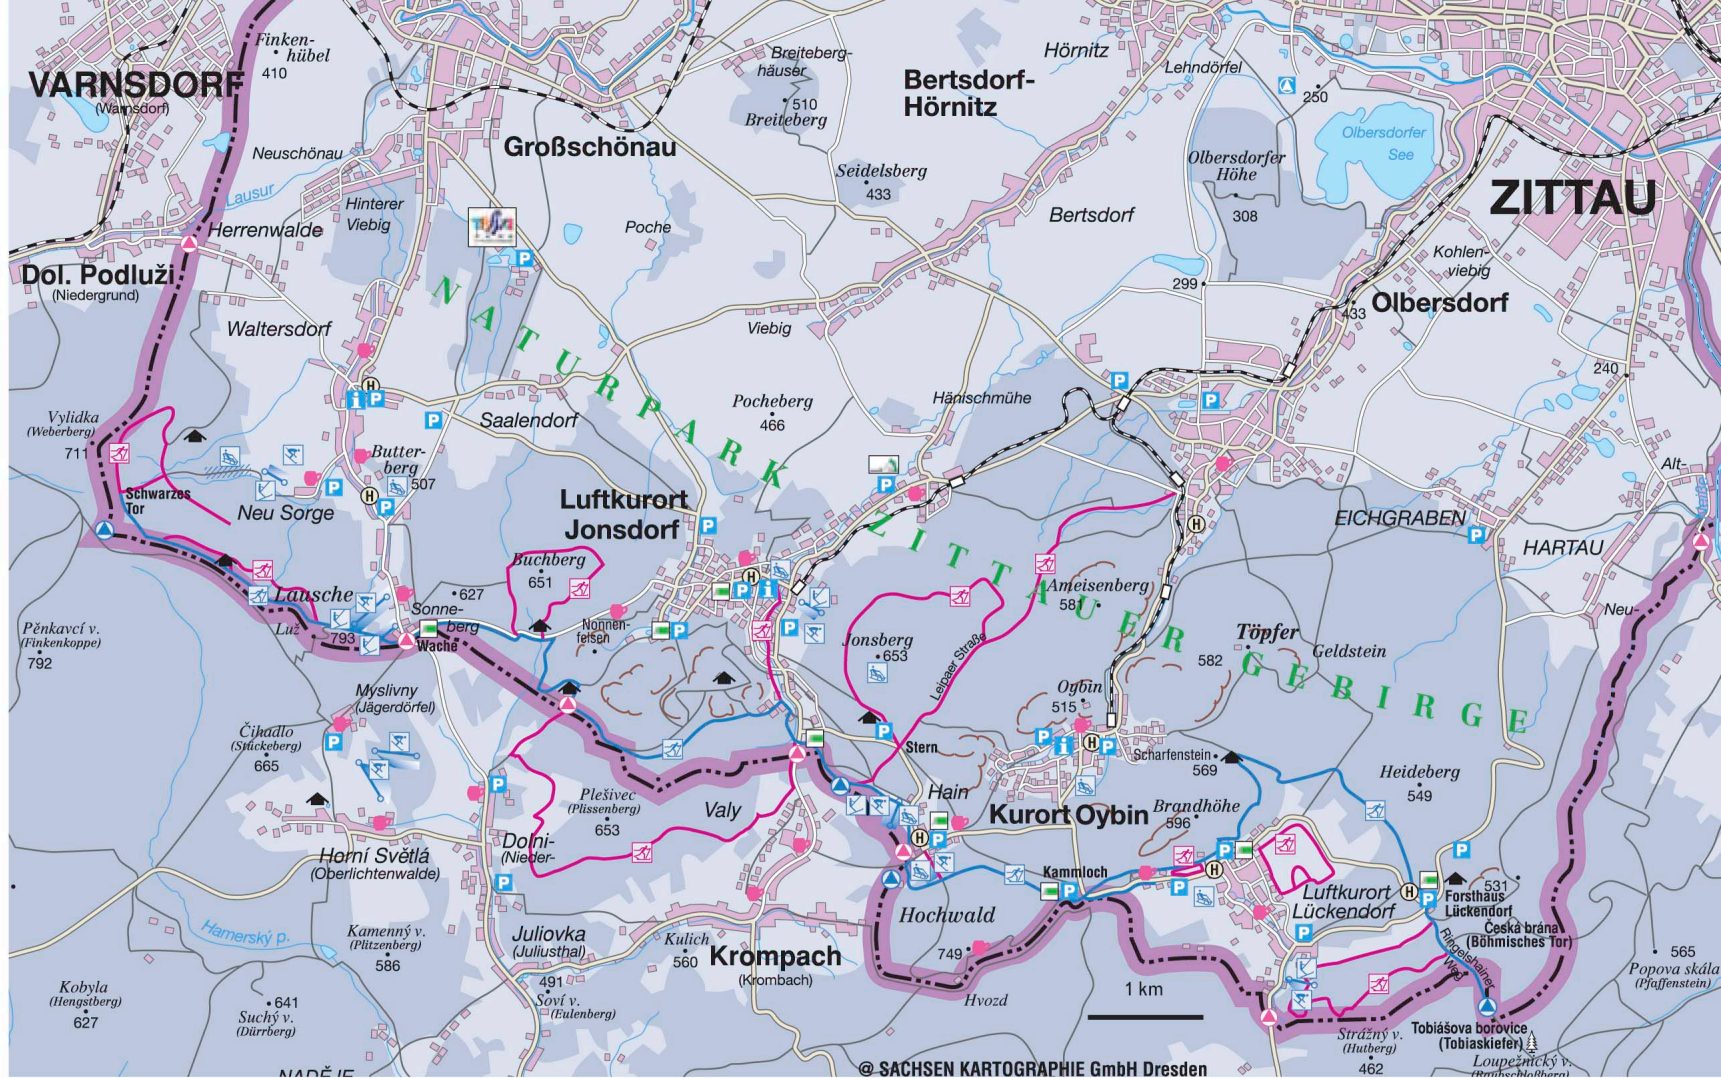 Finken-
hübel
410
VARNSDORF
(Warnsdorf)
Breiteberg-
häuser
510
Breiteberg
Bertsdorf-
Hörnitz
Hörnitz
Lehndörfel
250
Olbersdorfer
See
Neuschönau
Großschönau
Seidelsberg
433
Olbersdorfer
Höhe
308
ZITTAU
Lausur
Hinterer
Viebig
Herrenwalde
Poche
Bertsdorf
Kohlen-
viebig
Dol. Podluži
(Niedergrund)
299
Olbersdorf
433
Waltersdorf
Viebig
NATURPARK
ZITTAUER GEBIRGE
H
i P
P
P
P
P
240
Vylidka
(Weberberg)
711
Saalendorf
Pocheberg
466
Hänischmühe
Butter-
berg
507
Schwarzes
Tor
Neu Sorge
P
H
P
Luftkurort
Jonsdorf
P
P
H
EICHGRABEN
P
Alt-
HARTAU
Neu-
Buchberg
651
627
Lausche
Luž
793
Sonne-
berg
Wache
Nonnen-
felsen
P
H
P i
P
Jonsberg
653
Leipaer Straße
Ameisenberg
581
Töpfer
582
Geldstein
Pěnkavcí v.
(Finkenkoppe)
792
Myslivny
(Jägerdörfel)
P
Čihadlo
(Stückeberg)
665
Oybin
515
P i H P
P
Stern
Scharfenstein
569
Heideberg
549
P
Plešivec
(Plissenberg)
653
Valy
Hain
Kurort Oybin
Brandhöhe
596
H P
Dolni-
(Nieder-
Horní Světlá
(Oberlichtenwalde)
P
Kammloch
P
P
H
P
P
Luftkurort
Lückendorf
H
P
P
531
Forsthaus
Lückendorf
Česká brána
(Böhmisches Tor)
Ringelshainer
Weg
Hochwald
749
Hvozd
Hamerský p.
Kamenný v.
(Plitzenberg)
586
Juliovka
(Juliusthal)
491
Kulich
560
Krompach
(Krombach)
565
Popova skála
(Pfaffenstein)
Kobyla
(Hengstberg)
627
641
Suchý v.
(Dürrberg)
Soví v.
(Eulenberg)
1 km
Strážný v.
(Hutberg)
462
Tobiášova borovice
(Tobiaskiefer)
Loupežnický v.
(Raubschloßberg)
NADĚJE
@ SACHSEN KARTOGRAPHIE GmbH Dresden